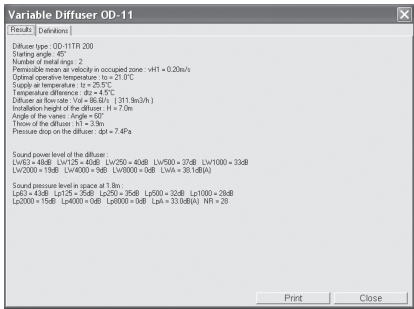 Variable Diffuser OD-11
Results Definitions
Diffuser type : OD-11TR 200
Starting angle : 45°
Number of metal rings : 2
Permissible mean air velocity in occupied zone : vH1 = 0.20m/s
Optimal operative temperature : to = 21.0°C
Supply air temperature : tz = 25.5°C
Temperature difference : dtz = 4.5°C
Diffuser air flow rate : Vol = 86.6l/s ( 311.9m3/h )
Installation height of the diffuser : H = 7.0m
Angle of the vanes : Angle = 60°
Throw of the diffuser : h1 = 3.9m
Pressure drop on the diffuser : dpt = 7.4Pa
Sound power level of the diffuser :
LW63 = 48dB LW125 = 40dB LW250 = 40dB LW500 = 37dB LW1000 = 33dB
LW2000 = 19dB LW4000 = 9dB LW8000 = 0dB LWA = 38.1dB(A)
Sound pressure level in space at 1.8m :
Lp63 = 43dB Lp125 = 35dB Lp250 = 35dB Lp500 = 32dB Lp1000 = 28dB
Lp2000 = 15dB Lp4000 = 0dB Lp8000 = 0dB LpA = 33.0dB(A) NR = 28
Print Close